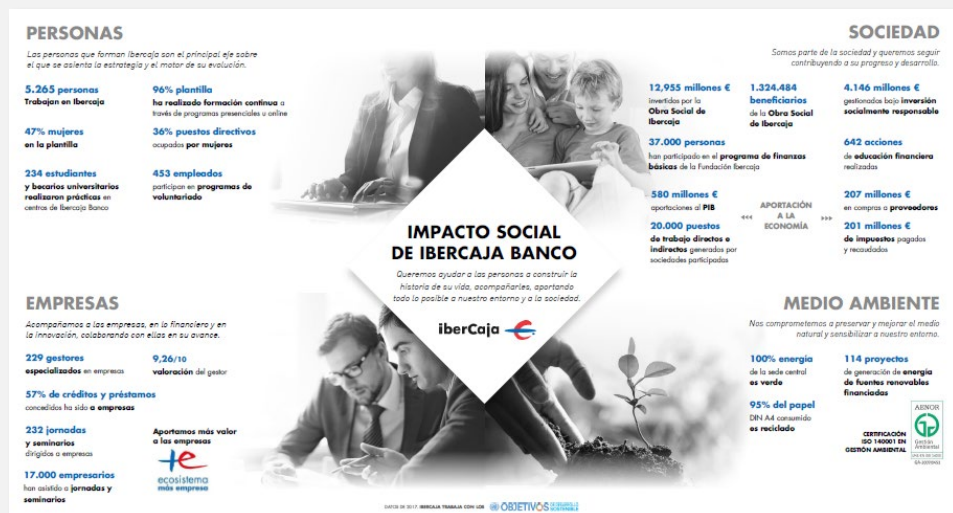 PERSONAS
Las personas que forman Ibercaja son el principal eje sobre
el que se asienta la estrategia y el motor de su evolución.
5.265 personas
Trabajan en Ibercaja
96% plantilla
ha realizado formación continua a
través de programas presenciales u online
47% mujeres
en la plantilla
36% puestos directivos
ocupados por mujeres
234 estudiantes
y becarios universitarios
realizaron prácticas en
centros de Ibercaja Banco
453 empleados
participan en programas de
voluntariado
SOCIEDAD
Somos parte de la sociedad y queremos seguir
contribuyendo a su progreso y desarrollo.
12,955 millones €
invertidos por la
Obra Social de
Ibercaja
1.324.484
beneficiarios
de la Obra Social
de Ibercaja
4.146 millones €
gestionados bajo inversión
socialmente responsable
37.000 personas
han participado en el programa de finanzas
básicas de la Fundación Ibercaja
642 acciones
de educación financiera
realizadas
580 millones €
aportaciones al PIB
APORTACIÓN
A LA
ECONOMÍA
207 millones €
en compras a proveedores
20.000 puestos
de trabajo directos e
indirectos generados por
sociedades participadas
201 millones €
de impuestos pagados
y recaudados
IMPACTO SOCIAL
DE IBERCAJA BANCO
Queremos ayudar a las personas a construir la
historia de su vida, acompañarles, aportando
todo lo posible a nuestro entorno y a la sociedad.
iberCaja
EMPRESAS
Acompañamos a las empresas, en lo financiero y en
la innovación, colaborando con ellas en su avance.
229 gestores
especializados en empresas
9,26/10
valoración del gestor
57% de créditos y préstamos
concedidos ha sido a empresas
232 jornadas
y seminarios
dirigidos a empresas
Aportamos más valor
a las empresas
+e
ecosistema
más empresa
17.000 empresarios
han asistido a jornadas y
seminarios
MEDIO AMBIENTE
Nos comprometemos a preservar y mejorar el medio
natural y sensibilizar a nuestro entorno.
100% energía
de la sede central
es verde
114 proyectos
de generación de energía
de fuentes renovables
financiadas
95% del papel
DIN A4 consumido
es reciclado
CERTIFICACIÓN
ISO 140001 EN
GESTIÓN AMBIENTAL
AENOR
Gestión
Ambiental
DATOS DE 2017. IBERCAJA TRABAJA CON LOS OBJETIVOS DE DESARROLLO SOSTENIBLE